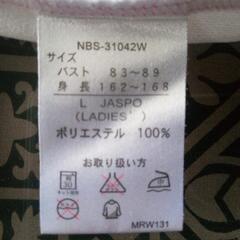 NBS-31042W
サイズ
バスト 83~89
身長 162~168
L JASPO
(LADIES')
ポリエステル 100%
お取り扱い方
MRW131